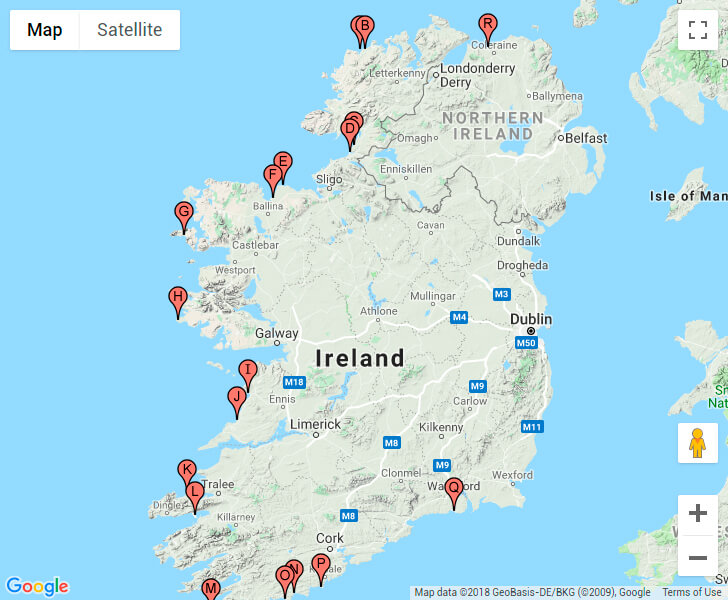 Map Satellite
B
R
Coleraine
Letterkenny
Londonderry
Derry
Ballymena
NORTHERN
IRELAND
C
D
Omagh
Belfast
Enniskillen
E
F
Sligo
Ballina
Isle of Man
G
Cavan
Dundalk
Castlebar
Westport
Drogheda
H
Mullingar
M3
Athlone
M4
Dublin
Galway
M50
Ireland
I
M18
M9
J
Ennis
Carlow
Limerick
Kilkenny
M11
M8
K
M9
Tralee
Clonmel
Wexford
L
Dingle
Waterford
Q
Killarney
M8
Cork
P
N
O
M
Google
Map data ©2018 GeoBasis-DE/BKG (©2009), Google Terms of Use